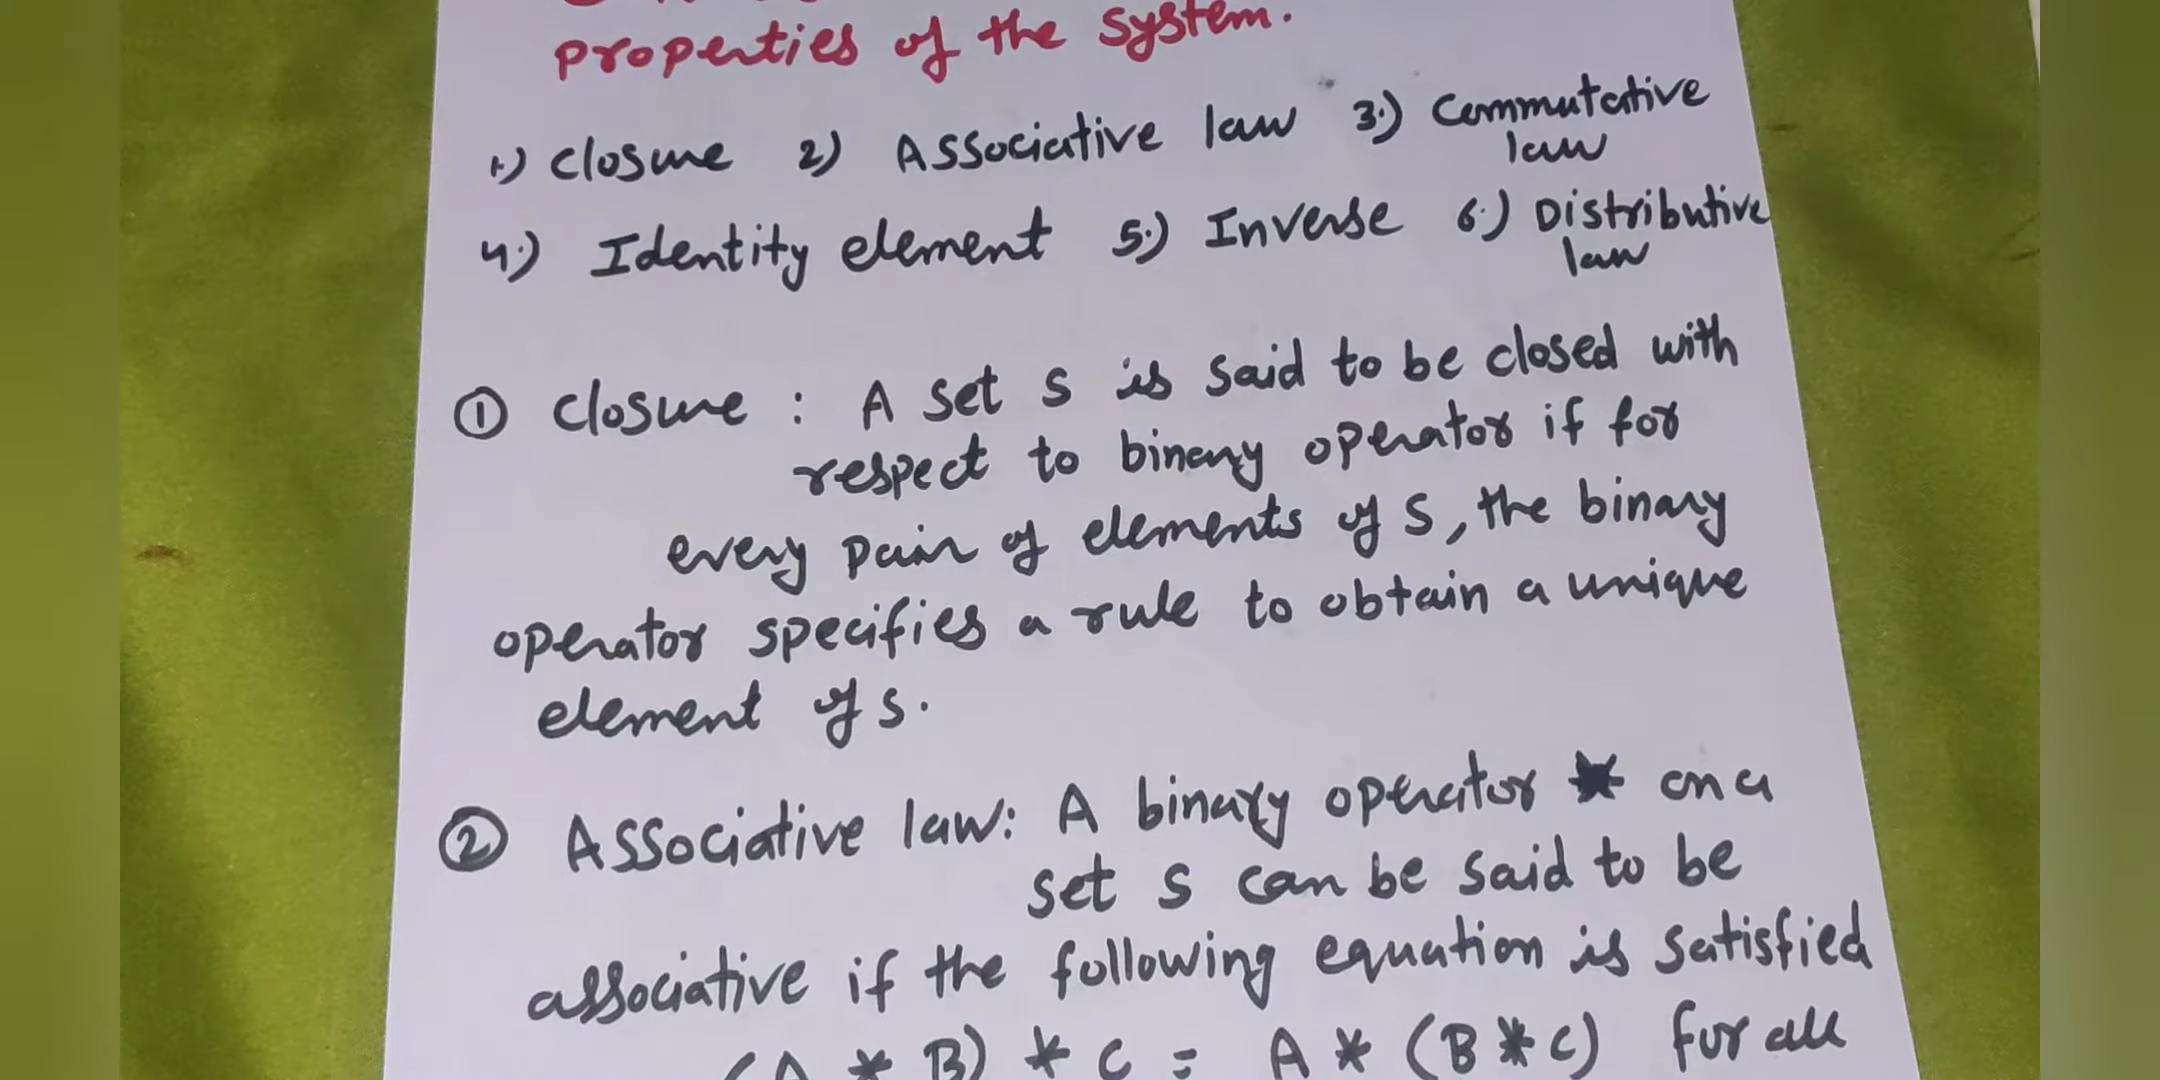 properties of the system.
1.) Closure 2) Associative law 3.) Commutative
law
4.) Identity element 5.) Inverse 6.) Distributive
law
① Closure : A set S is said to be closed with
respect to binary operator if for
every pair of elements of S, the binary
operator specifies a rule to obtain a unique
element of S.
② Associative law: A binary operator * on a
set S can be said to be
associative if the following equation is satisfied
(A * B) * C = A * (B * C) for all